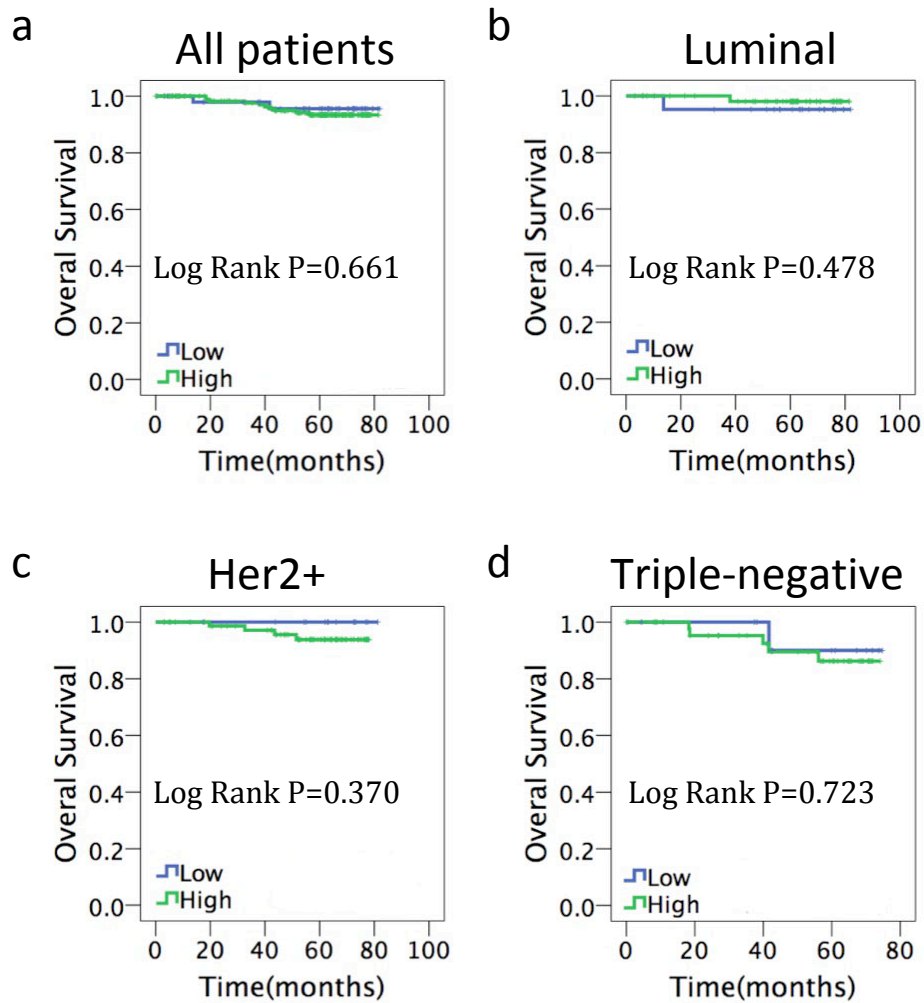 a
All patients
1.0
0.8
0.6
0.4
0.2
0.0
Overal Survival
Log Rank P=0.661
Low
High
0 20 40 60 80 100
Time(months)
b
Luminal
1.0
0.8
0.6
0.4
0.2
0.0
Overal Survival
Log Rank P=0.478
Low
High
0 20 40 60 80 100
Time(months)
c
Her2+
1.0
0.8
0.6
0.4
0.2
0.0
Overal Survival
Log Rank P=0.370
Low
High
0 20 40 60 80 100
Time(months)
d
Triple-negative
1.0
0.8
0.6
0.4
0.2
0.0
Overal Survival
Log Rank P=0.723
Low
High
0 20 40 60 80
Time(months)